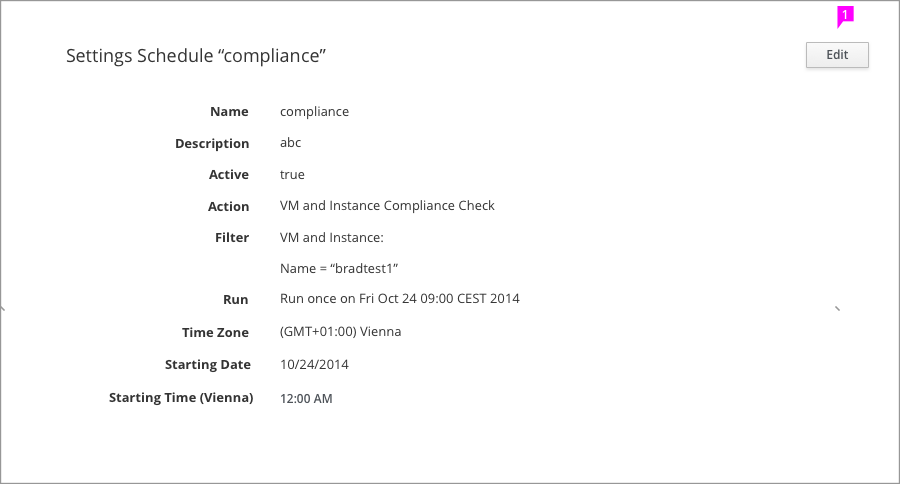 1
Settings Schedule “compliance”
Edit
Name compliance
Description abc
Active true
Action VM and Instance Compliance Check
Filter VM and Instance:
Name = “bradtest1”
Run Run once on Fri Oct 24 09:00 CEST 2014
Time Zone (GMT+01:00) Vienna
Starting Date 10/24/2014
Starting Time (Vienna) 12:00 AM